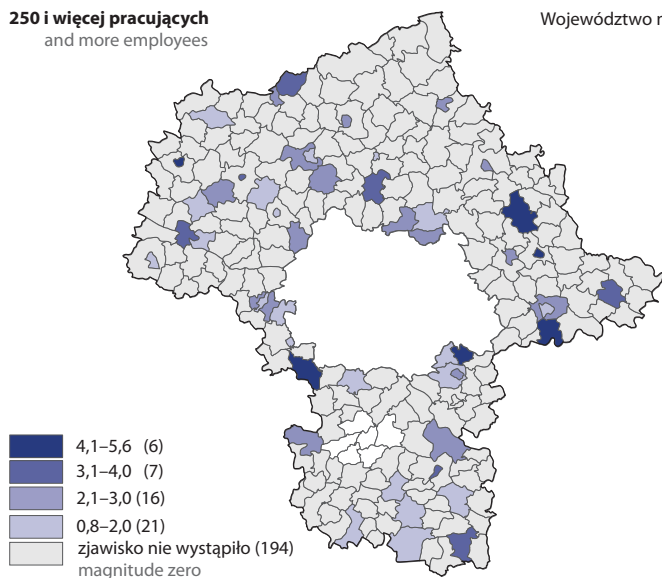 250 i więcej pracujących
and more employees
Województwo
4,1–5,6 (6)
3,1–4,0 (7)
2,1–3,0 (16)
0,8–2,0 (21)
zjawisko nie wystąpiło (194)
magnitude zero